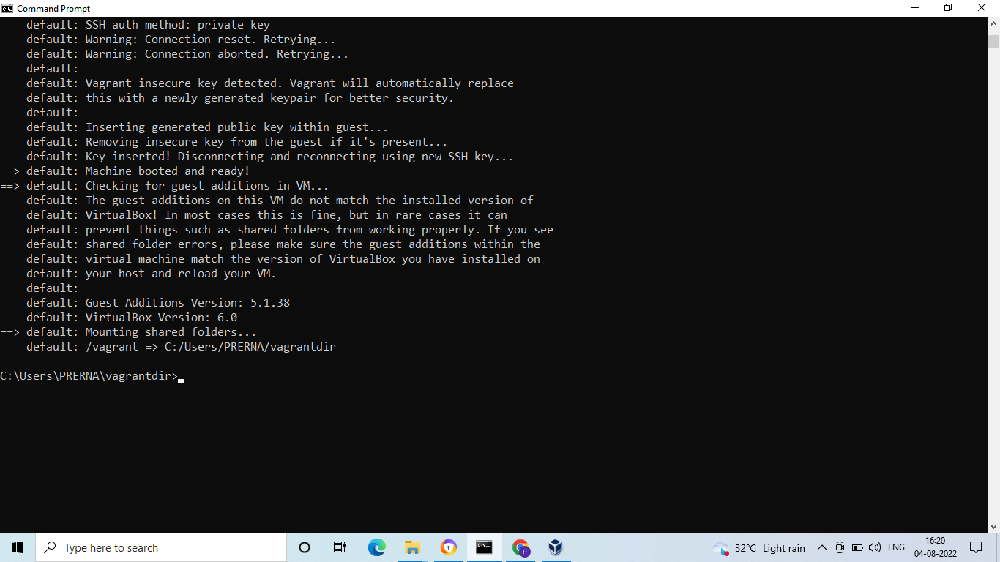 Command Prompt
default: SSH auth method: private key
default: Warning: Connection reset. Retrying...
default: Warning: Connection aborted. Retrying...
default:
default: Vagrant insecure key detected. Vagrant will automatically replace
default: this with a newly generated keypair for better security.
default:
default: Inserting generated public key within guest...
default: Removing insecure key from the guest if it's present...
default: Key inserted! Disconnecting and reconnecting using new SSH key...
==> default: Machine booted and ready!
==> default: Checking for guest additions in VM...
default: The guest additions on this VM do not match the installed version of
default: VirtualBox! In most cases this is fine, but in rare cases it can
default: prevent things such as shared folders from working properly. If you see
default: shared folder errors, please make sure the guest additions within the
default: virtual machine match the version of VirtualBox you have installed on
default: your host and reload your VM.
default:
default: Guest Additions Version: 5.1.38
default: VirtualBox Version: 6.0
==> default: Mounting shared folders...
default: /vagrant => C:/Users/PRERNA/vagrantdir
C:\Users\PRERNA\vagrantdir>
Type here to search
32°C Light rain
ENG
16:20
04-08-2022